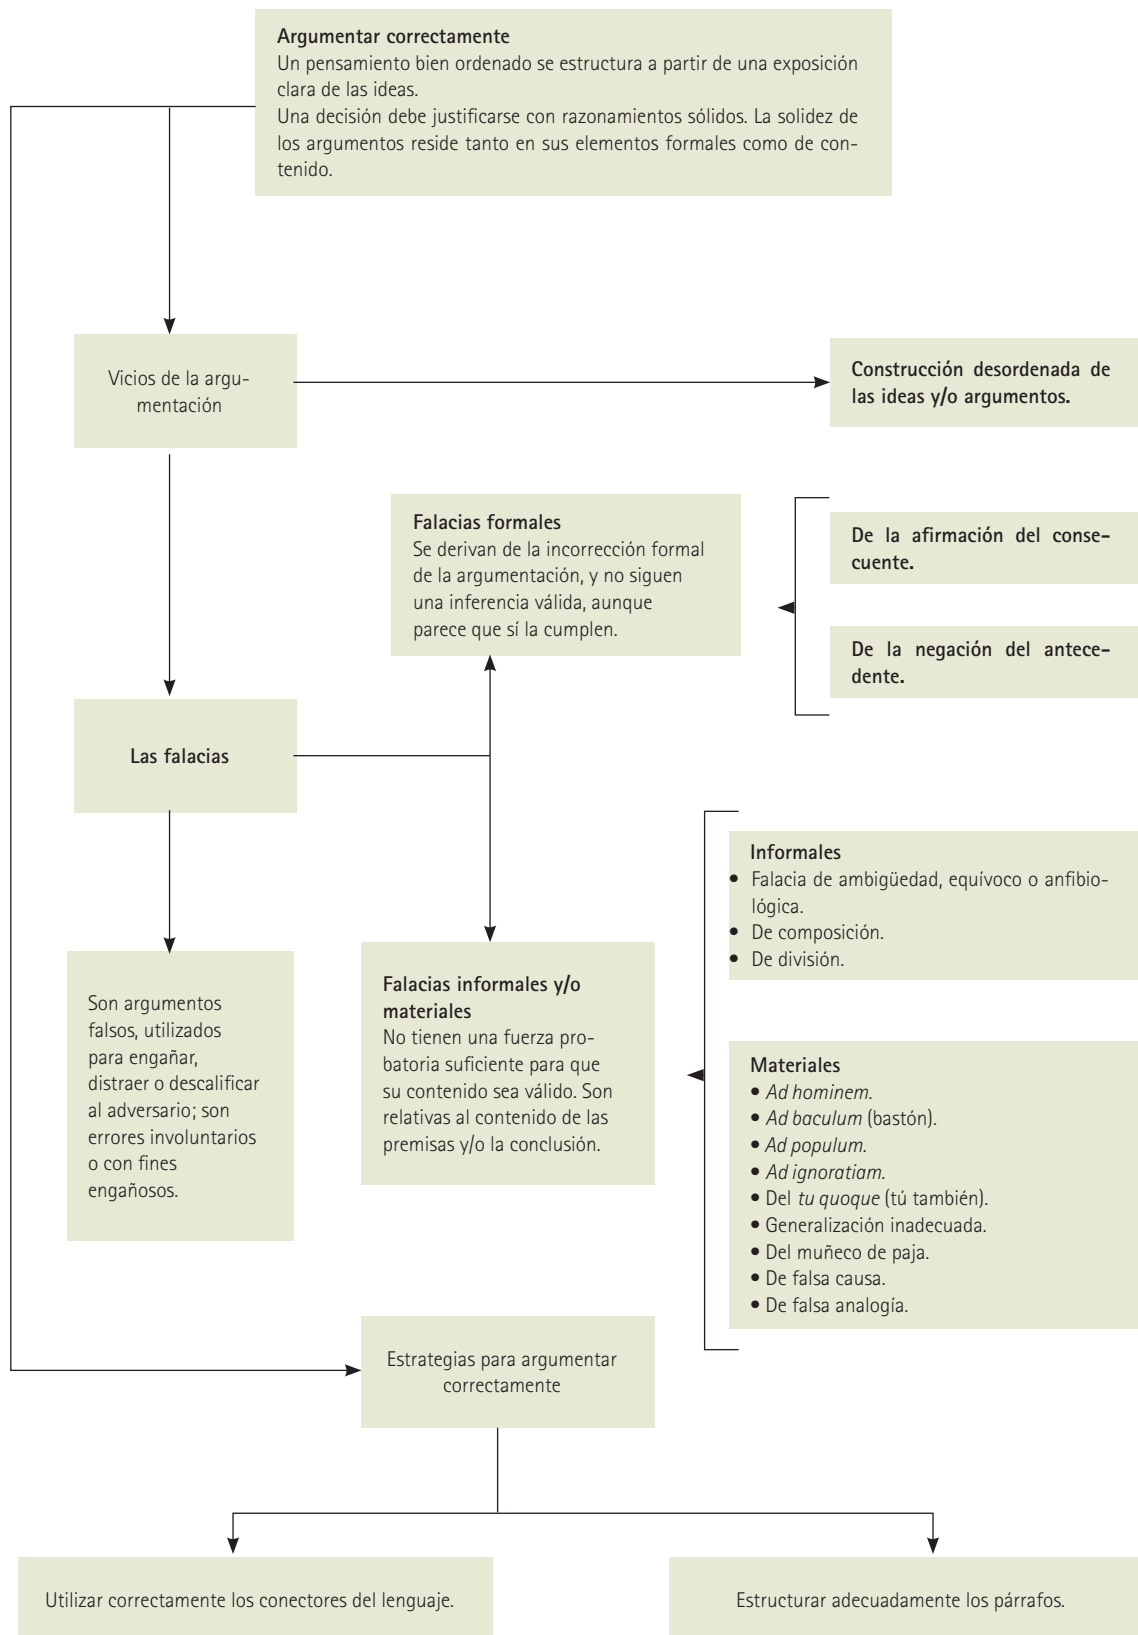 Argumentar correctamente
Un pensamiento bien ordenado se estructura a partir de una exposición
clara de las ideas.
Una decisión debe justificarse con razonamientos sólidos. La solidez de
los argumentos reside tanto en sus elementos formales como de con-
tenido.
Vicios de la argu-
mentación
Construcción desordenada de
las ideas y/o argumentos.
Falacias formales
Se derivan de la incorrección formal
de la argumentación, y no siguen
una inferencia válida, aunque
parece que sí la cumplen.
De la afirmación del conse-
cuente.
De la negación del antece-
dente.
Las falacias
Son argumentos
falsos, utilizados
para engañar,
distraer o descalificar
al adversario; son
errores involuntarios
o con fines
engañosos.
Falacias informales y/o
materiales
No tienen una fuerza pro-
batoria suficiente para que
su contenido sea válido. Son
relativas al contenido de las
premisas y/o la conclusión.
Informales
• Falacia de ambigüedad, equívoco o anfibio-
lógica.
• De composición.
• De división.
Materiales
• Ad hominem.
• Ad baculum (bastón).
• Ad populum.
• Ad ignoratiam.
• Del tu quoque (tú también).
• Generalización inadecuada.
• Del muñeco de paja.
• De falsa causa.
• De falsa analogía.
Estrategias para argumentar
correctamente
Utilizar correctamente los conectores del lenguaje.
Estructurar adecuadamente los párrafos.